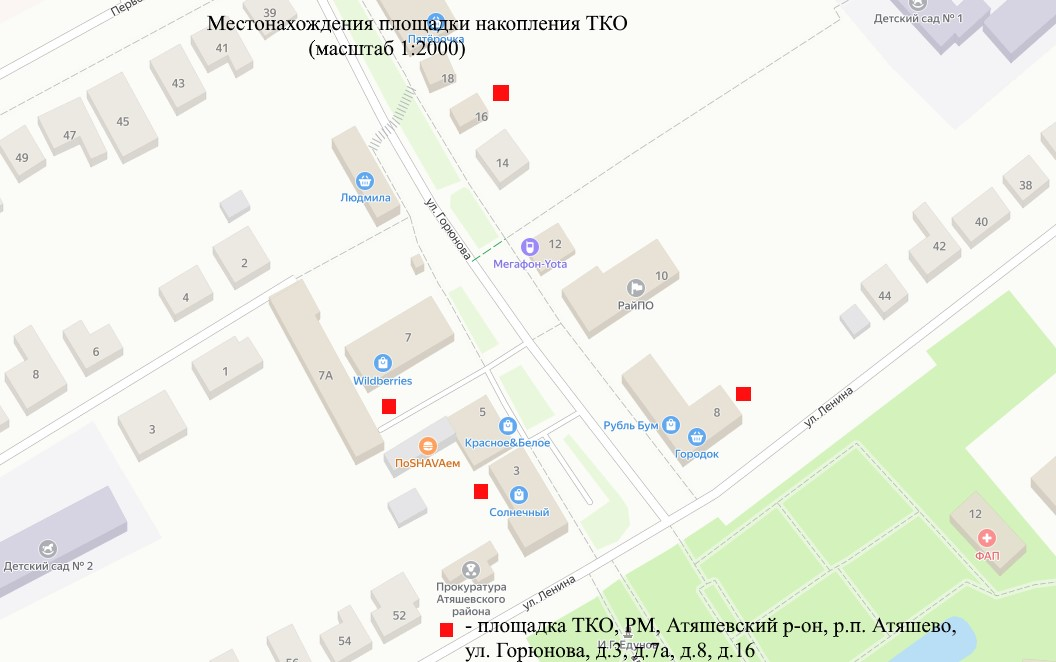 Местонахождения площадки накопления ТКО
(масштаб 1:2000)
39
Перво
41
Пятёрочка
Детский сад № 1
18
43
16
45
47
49
14
Людмила
38
40
ул. Горюнова
12
42
Мегафон-Yota
2
10
РайПО
4
44
7
6
8
1
7А
Wildberries
ул. Ленина
3
5
Красное&Белое
8
Рубль Бум
Городок
ПоSHAVAем
3
Солнечный
12
ФАП
Детский сад № 2
Прокуратура
Атяшевского
района
ул. Ленина
52
54
56
- площадка ТКО, РМ, Атяшевский р-он, р.п. Атяшево,
ул. Горюнова, д.3, д.7а, д.8, д.16